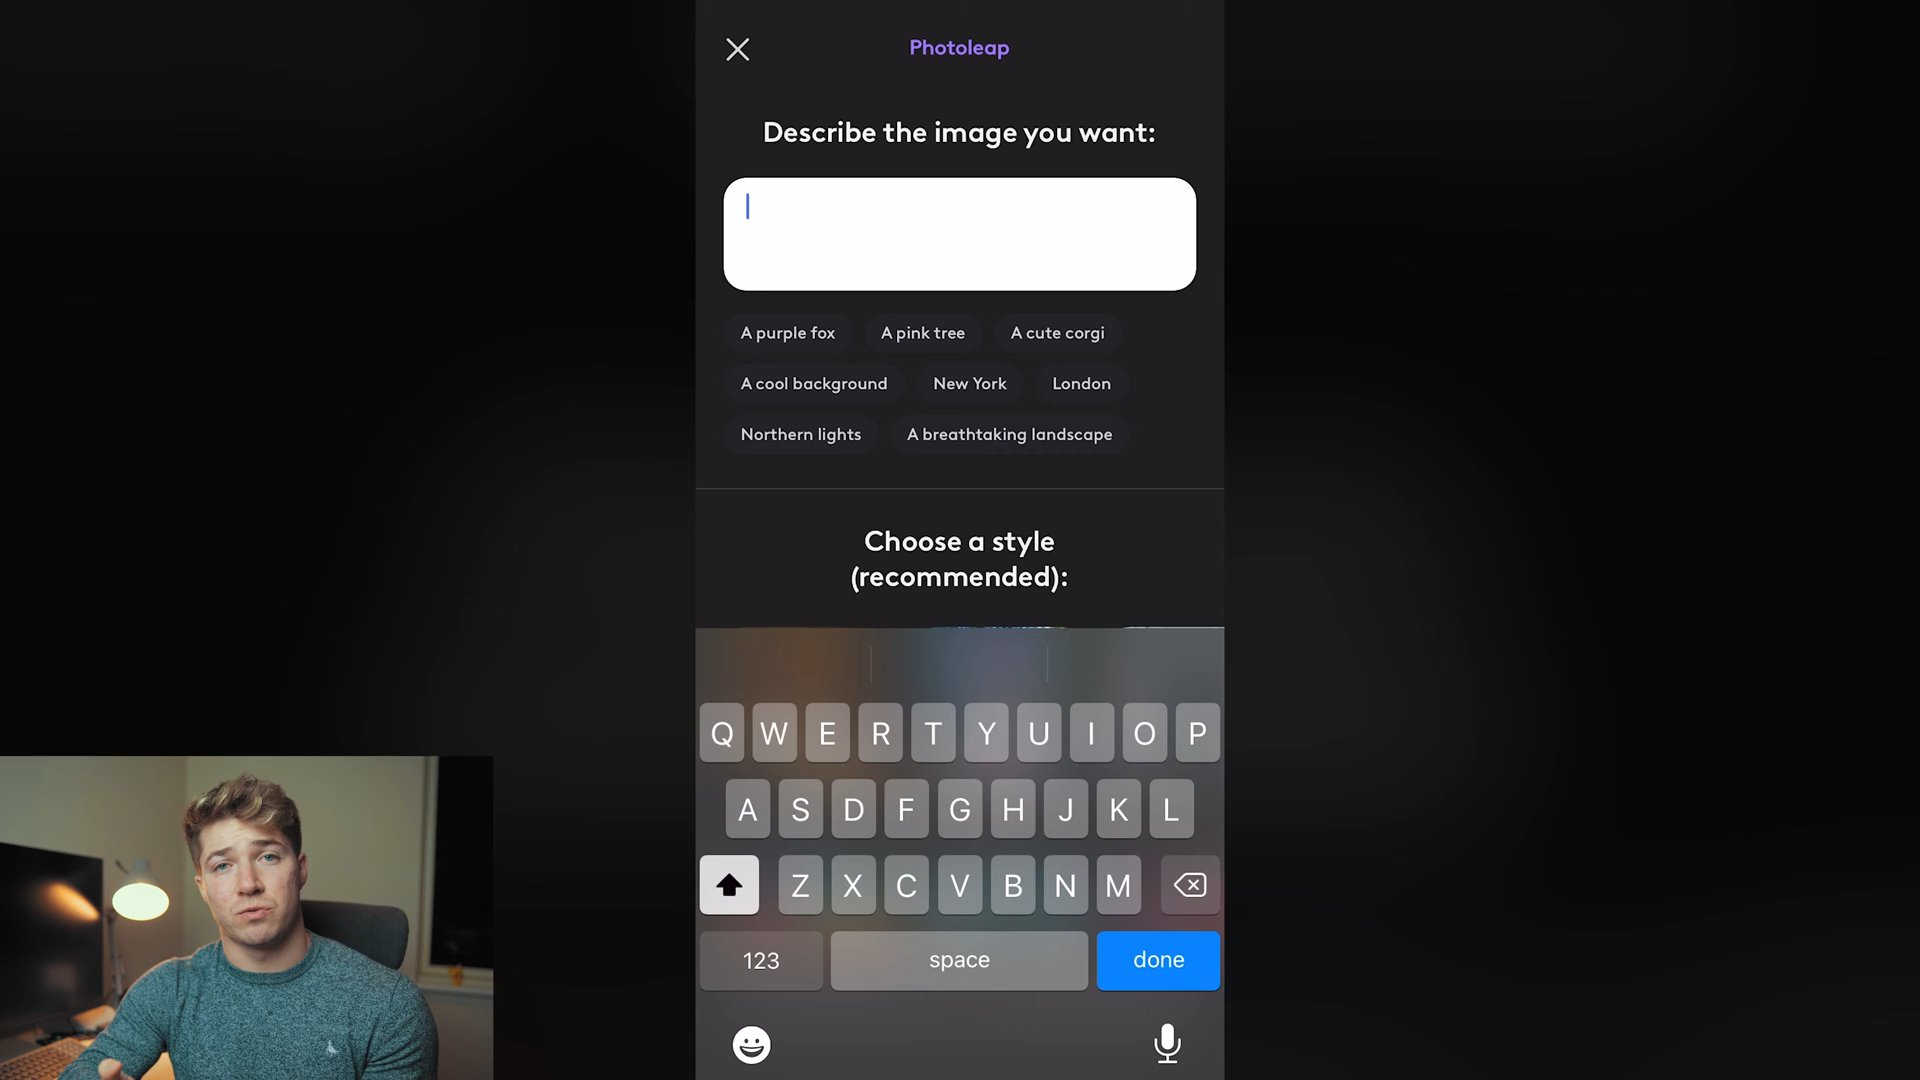 Photoleap
Describe the image you want:
A purple fox A pink tree A cute corgi
A cool background New York London
Northern lights A breathtaking landscape
Choose a style
(recommended):
Q W E R T Y U I O P
A S D F G H J K L
Z X C V B N M
123 space done